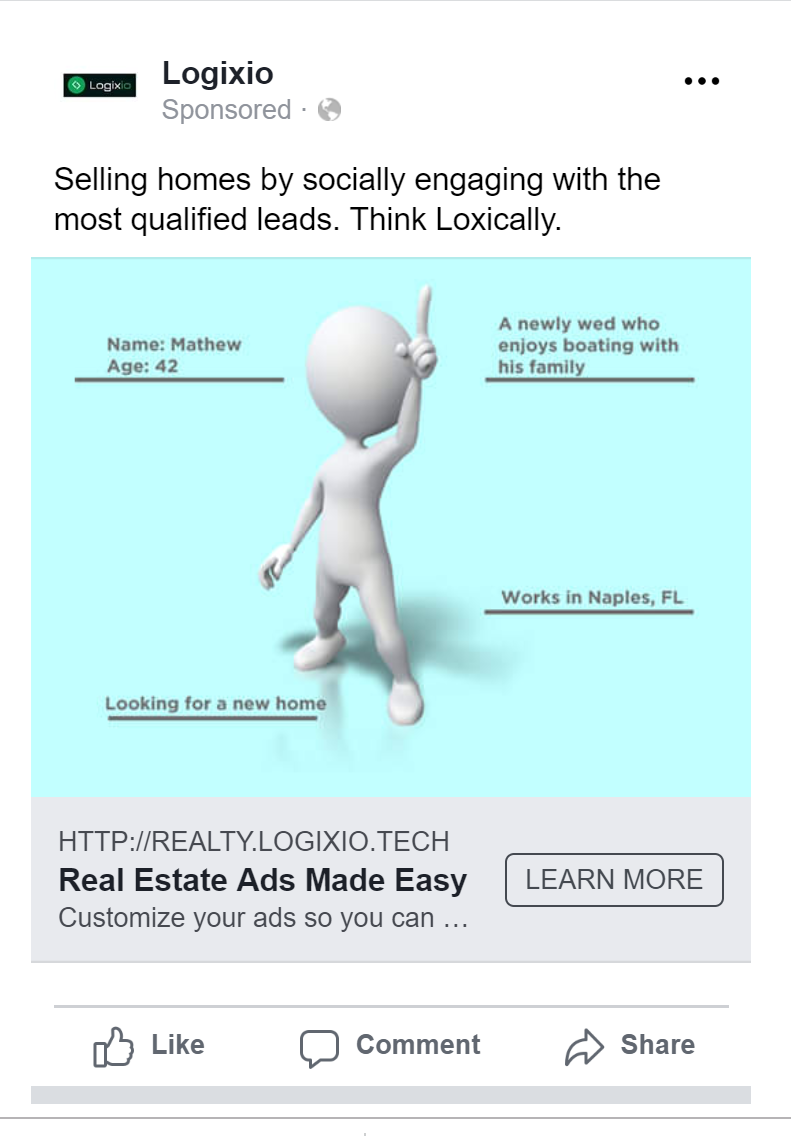 Logixio
Logixio
Sponsored ·
Selling homes by socially engaging with the
most qualified leads. Think Loxically.
Name: Mathew
Age: 42
A newly wed who
enjoys boating with
his family
Works in Naples, FL
Looking for a new home
HTTP://REALTY.LOGIXIO.TECH
Real Estate Ads Made Easy
Customize your ads so you can …
LEARN MORE
Like
Comment
Share